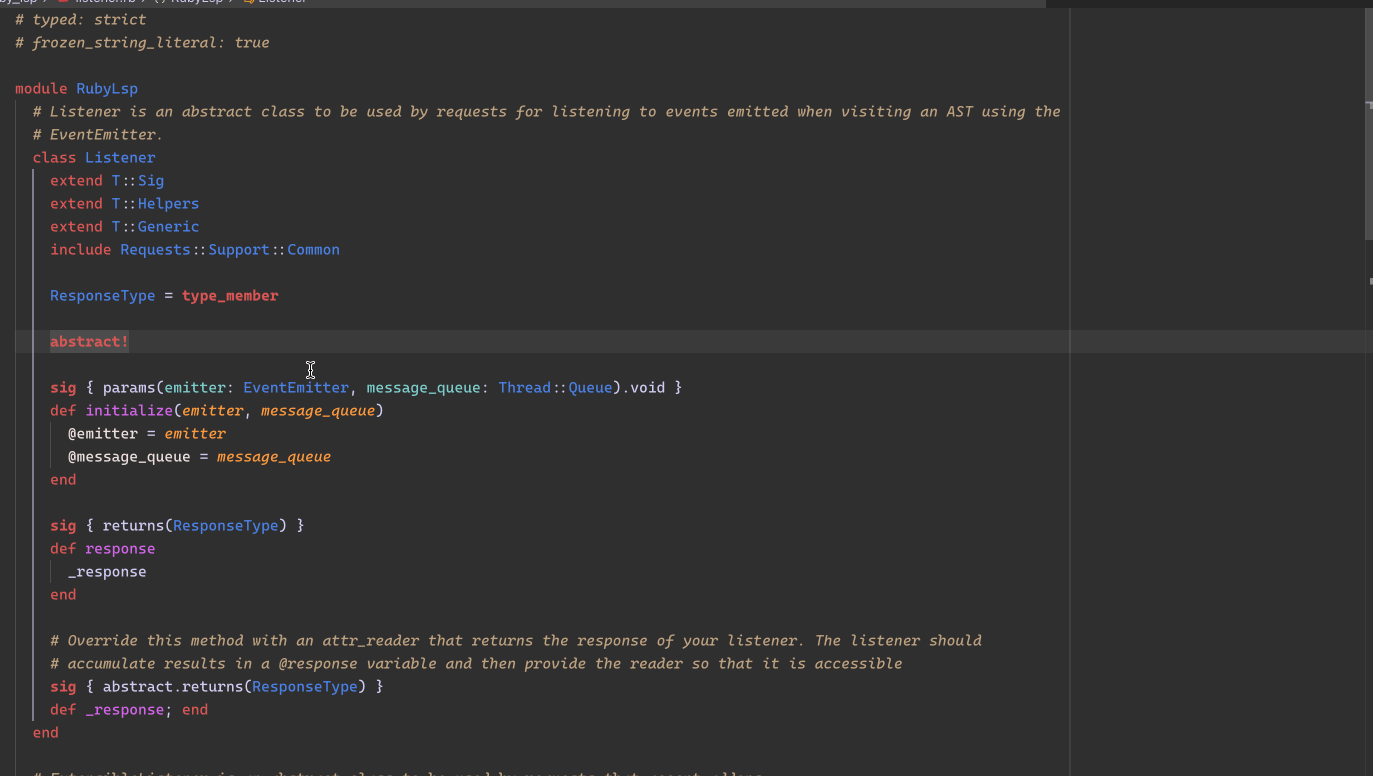 listener.rb RubyLsp Listener
# typed: strict
# frozen_string_literal: true
module RubyLsp
# Listener is an abstract class to be used by requests for listening to events emitted when visiting an AST using the
# EventEmitter.
class Listener
extend T::Sig
extend T::Helpers
extend T::Generic
include Requests::Support::Common
ResponseType = type_member
abstract!
sig { params(emitter: EventEmitter, message_queue: Thread::Queue).void }
def initialize(emitter, message_queue)
@emitter = emitter
@message_queue = message_queue
end
sig { returns(ResponseType) }
def response
_response
end
# Override this method with an attr_reader that returns the response of your listener. The listener should
# accumulate results in a @response variable and then provide the reader so that it is accessible
sig { abstract.returns(ResponseType) }
def _response; end
end